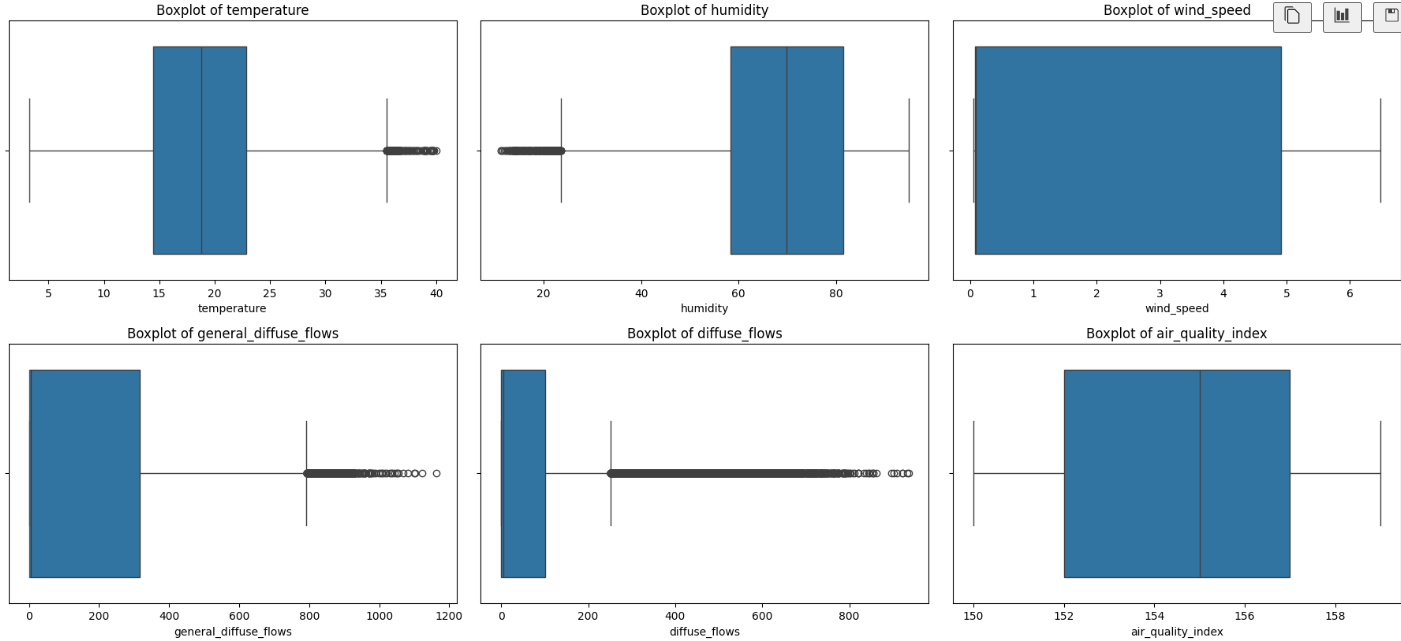 Boxplot of temperature
5 10 15 20 25 30 35 40
temperature
Boxplot of humidity
20 40 60 80
humidity
Boxplot of wind_speed
0 1 2 3 4 5 6
wind_speed
Boxplot of general_diffuse_flows
0 200 400 600 800 1000 1200
general_diffuse_flows
Boxplot of diffuse_flows
0 200 400 600 800
diffuse_flows
Boxplot of air_quality_index
150 152 154 156 158
air_quality_index